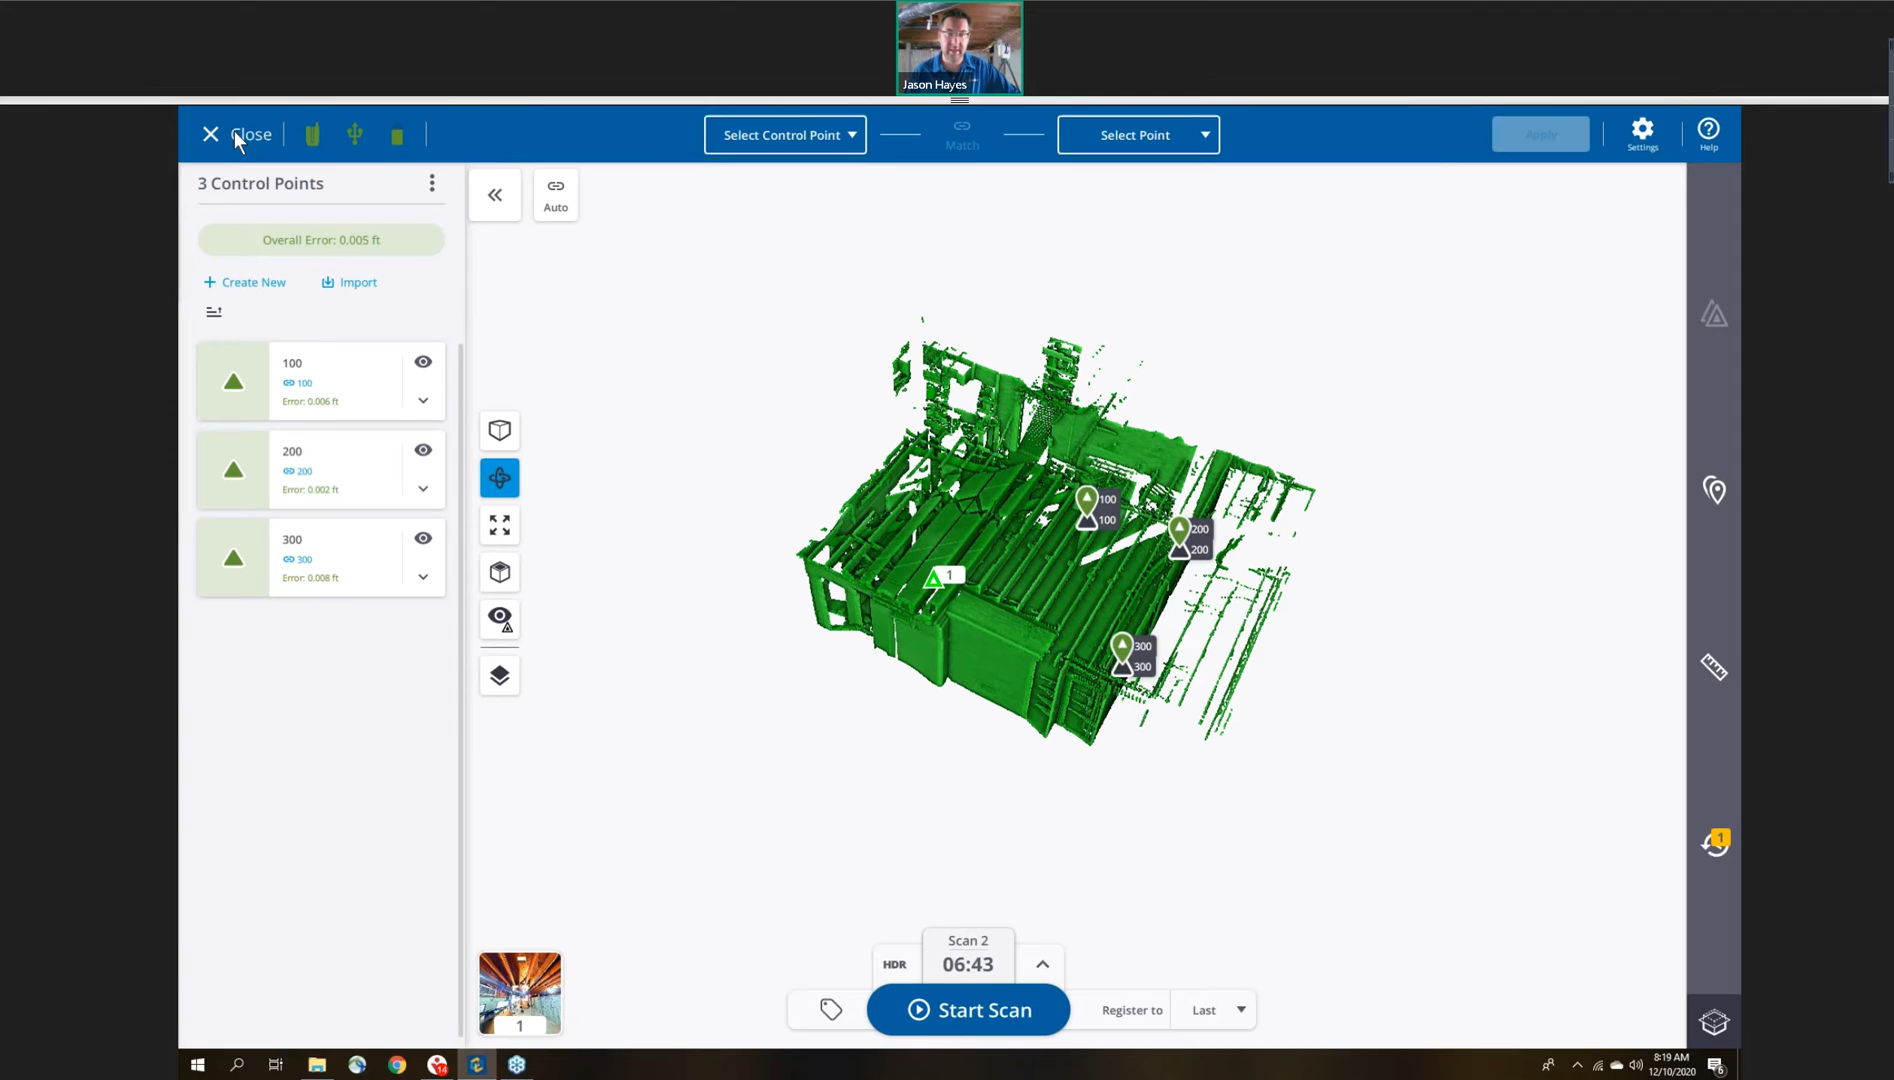 Jason Hayes
Close
Select Control Point
Match
Select Point
Apply
Settings
Help
3 Control Points
Overall Error: 0.005 ft
Create New
Import
100
100
Error: 0.006 ft
200
200
Error: 0.002 ft
300
300
Error: 0.008 ft
Auto
100
100
200
200
1
300
300
1
1
Scan 2
HDR
06:43
Start Scan
Register to
Last
14
8:19 AM
12/10/2020
6